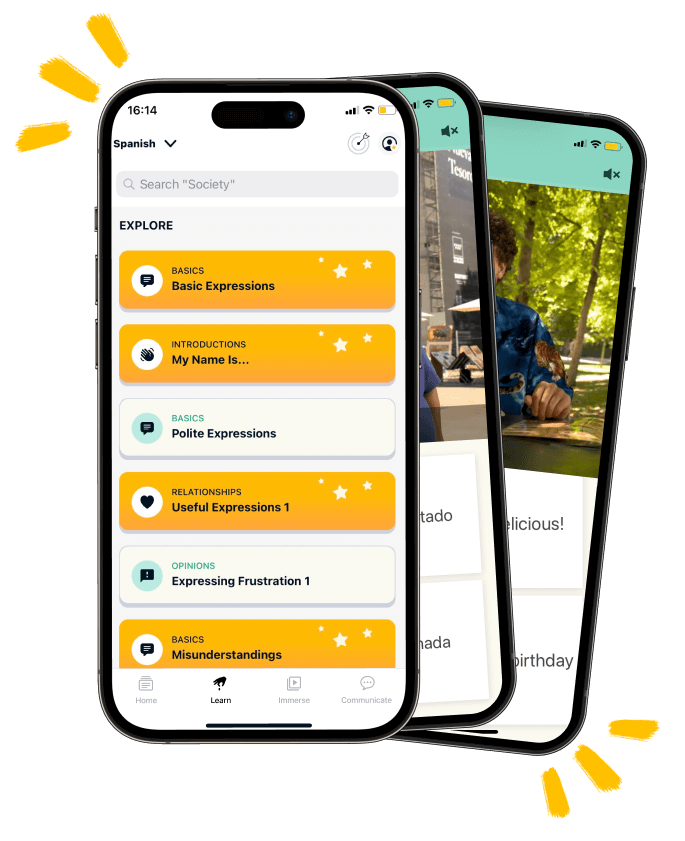 16:14
Spanish
Search "Society"
EXPLORE
BASICS
Basic Expressions
INTRODUCTIONS
My Name Is...
BASICS
Polite Expressions
RELATIONSHIPS
Useful Expressions 1
OPINIONS
Expressing Frustration 1
BASICS
Misunderstandings
Home
Learn
Immerse
Communicate
Tesoro
tado
nada
elicious!
birthday